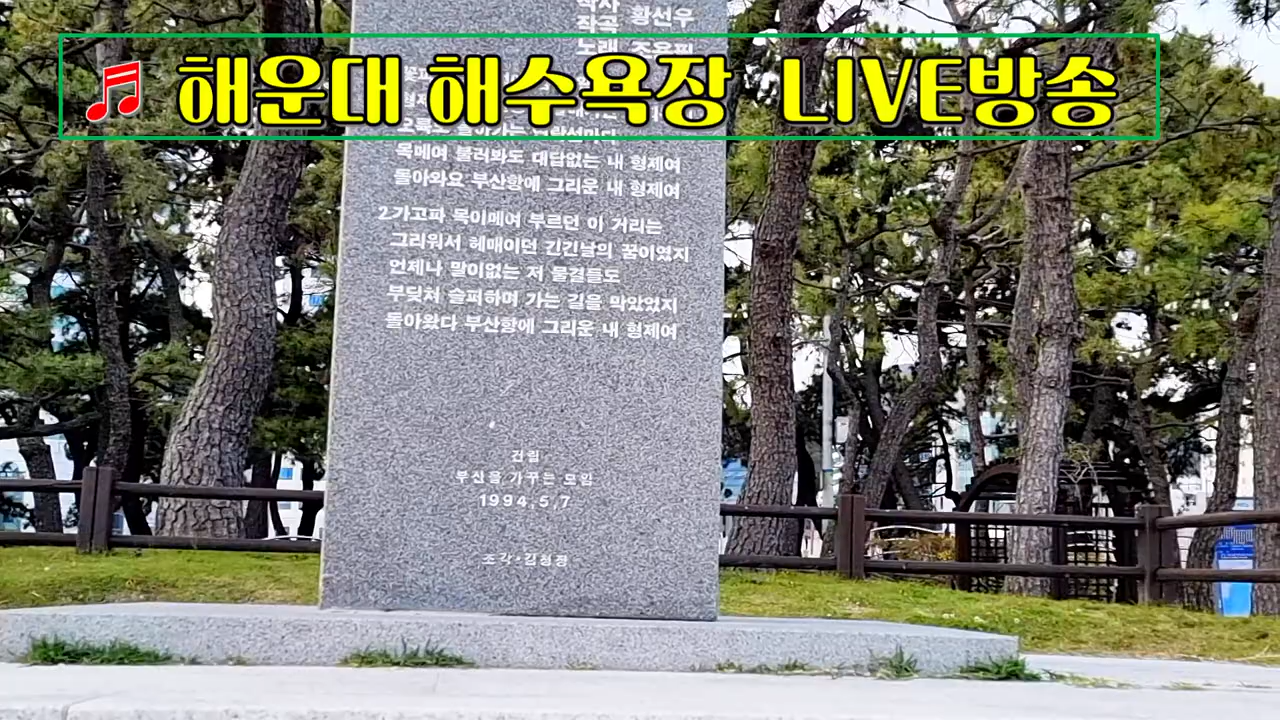 작사
작곡 황선우
노래 조용필
해운대 해수욕장 LIVE방송
목메여 불러봐도 대답없는 내 형제여
돌아와요 부산항에 그리운 내 형제여
2.가고파 목이메여 부르던 이 거리는
그리워서 헤매이던 긴긴날의 꿈이였지
언제나 말이없는 저 물결들도
부딪쳐 슬퍼하며 가는 길을 막았었지
돌아왔다 부산항에 그리운 내 형제여
건립
부산을 가꾸는 모임
1994.5.7